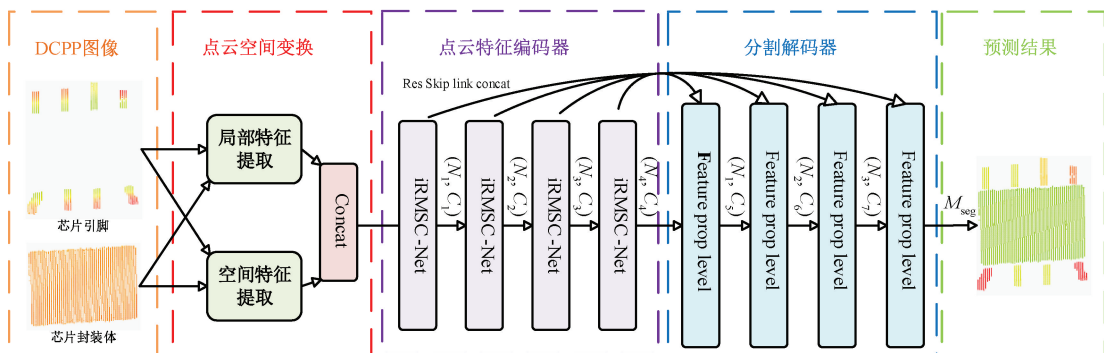 DCPP图像
点云空间变换
点云特征编码器
分割解码器
预测结果
芯片引脚
芯片封装体
局部特征
提取
空间特征
提取
Concat
Res Skip link concat
iRMSC-Net
(N1, C1)
iRMSC-Net
(N2, C2)
iRMSC-Net
(N3, C3)
iRMSC-Net
(N4, C4)
Feature prop level
(N1, C5)
Feature prop level
(N2, C6)
Feature prop level
(N3, C7)
Feature prop level
Mseg